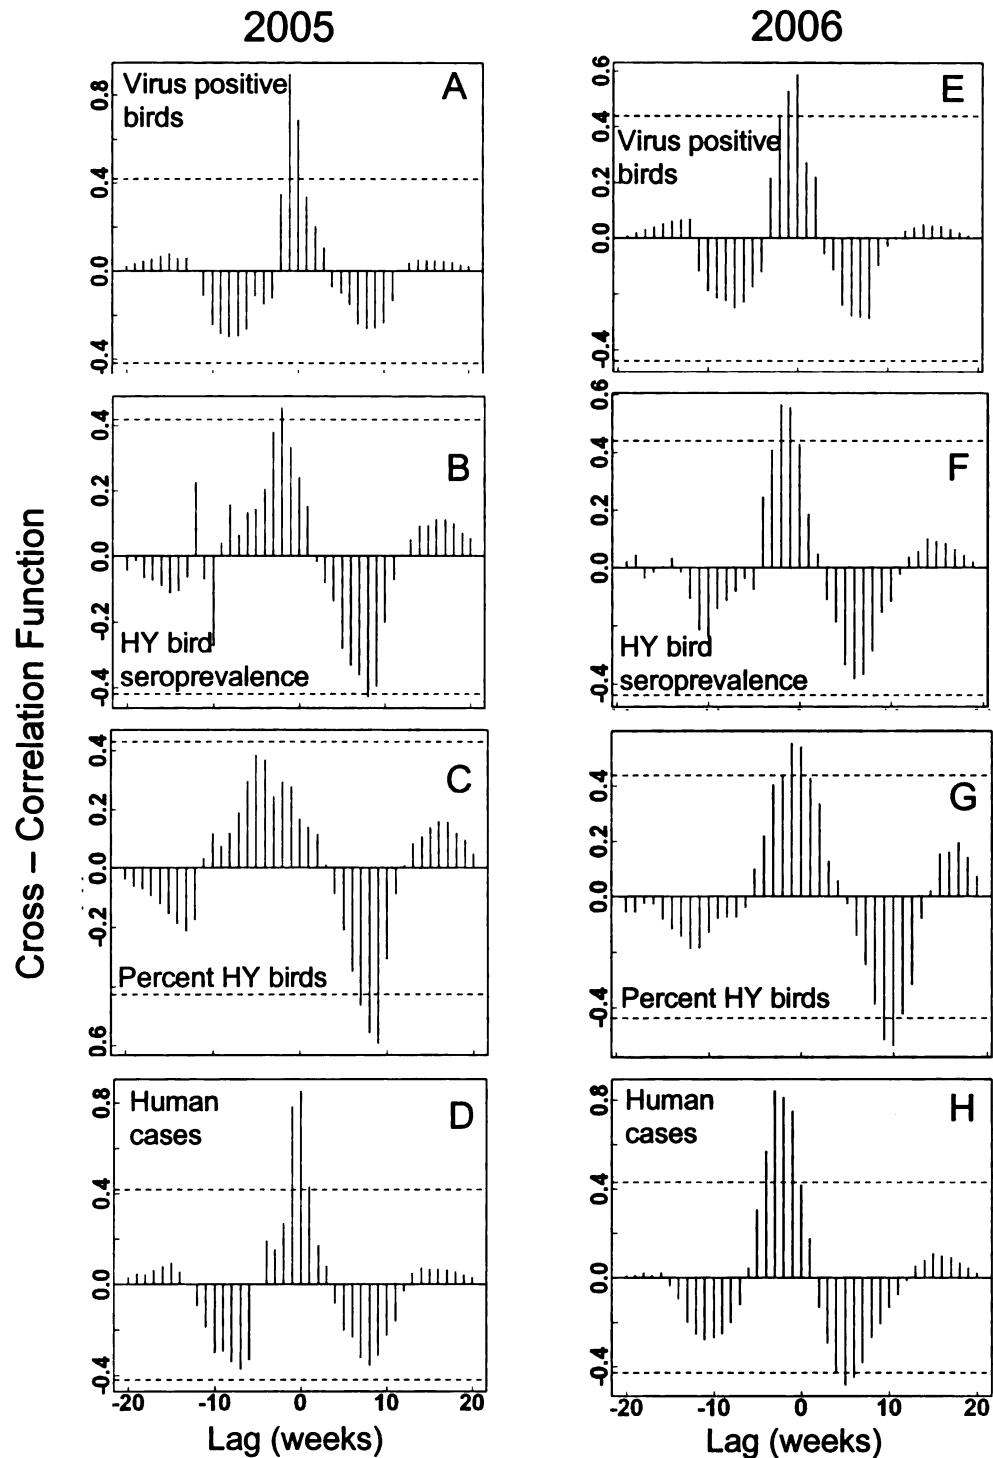 2005
2006
Cross – Correlation Function
Virus positive
birds
A
0.8
0.4
0.0
-0.4
HY bird
seroprevalence
B
0.4
0.2
0.0
-0.2
-0.4
Percent HY birds
C
0.4
0.2
0.0
-0.2
0.6
Human
cases
D
0.8
0.4
0.0
-0.4
-20 -10 0 10 20
Lag (weeks)
Virus positive
birds
E
0.6
0.4
0.2
0.0
-0.4
HY bird
seroprevalence
F
0.6
0.4
0.2
0.0
-0.4
Percent HY birds
G
0.4
0.2
0.0
-0.4
Human
cases
H
0.8
0.4
0.0
-0.4
-20 -10 0 10 20
Lag (weeks)